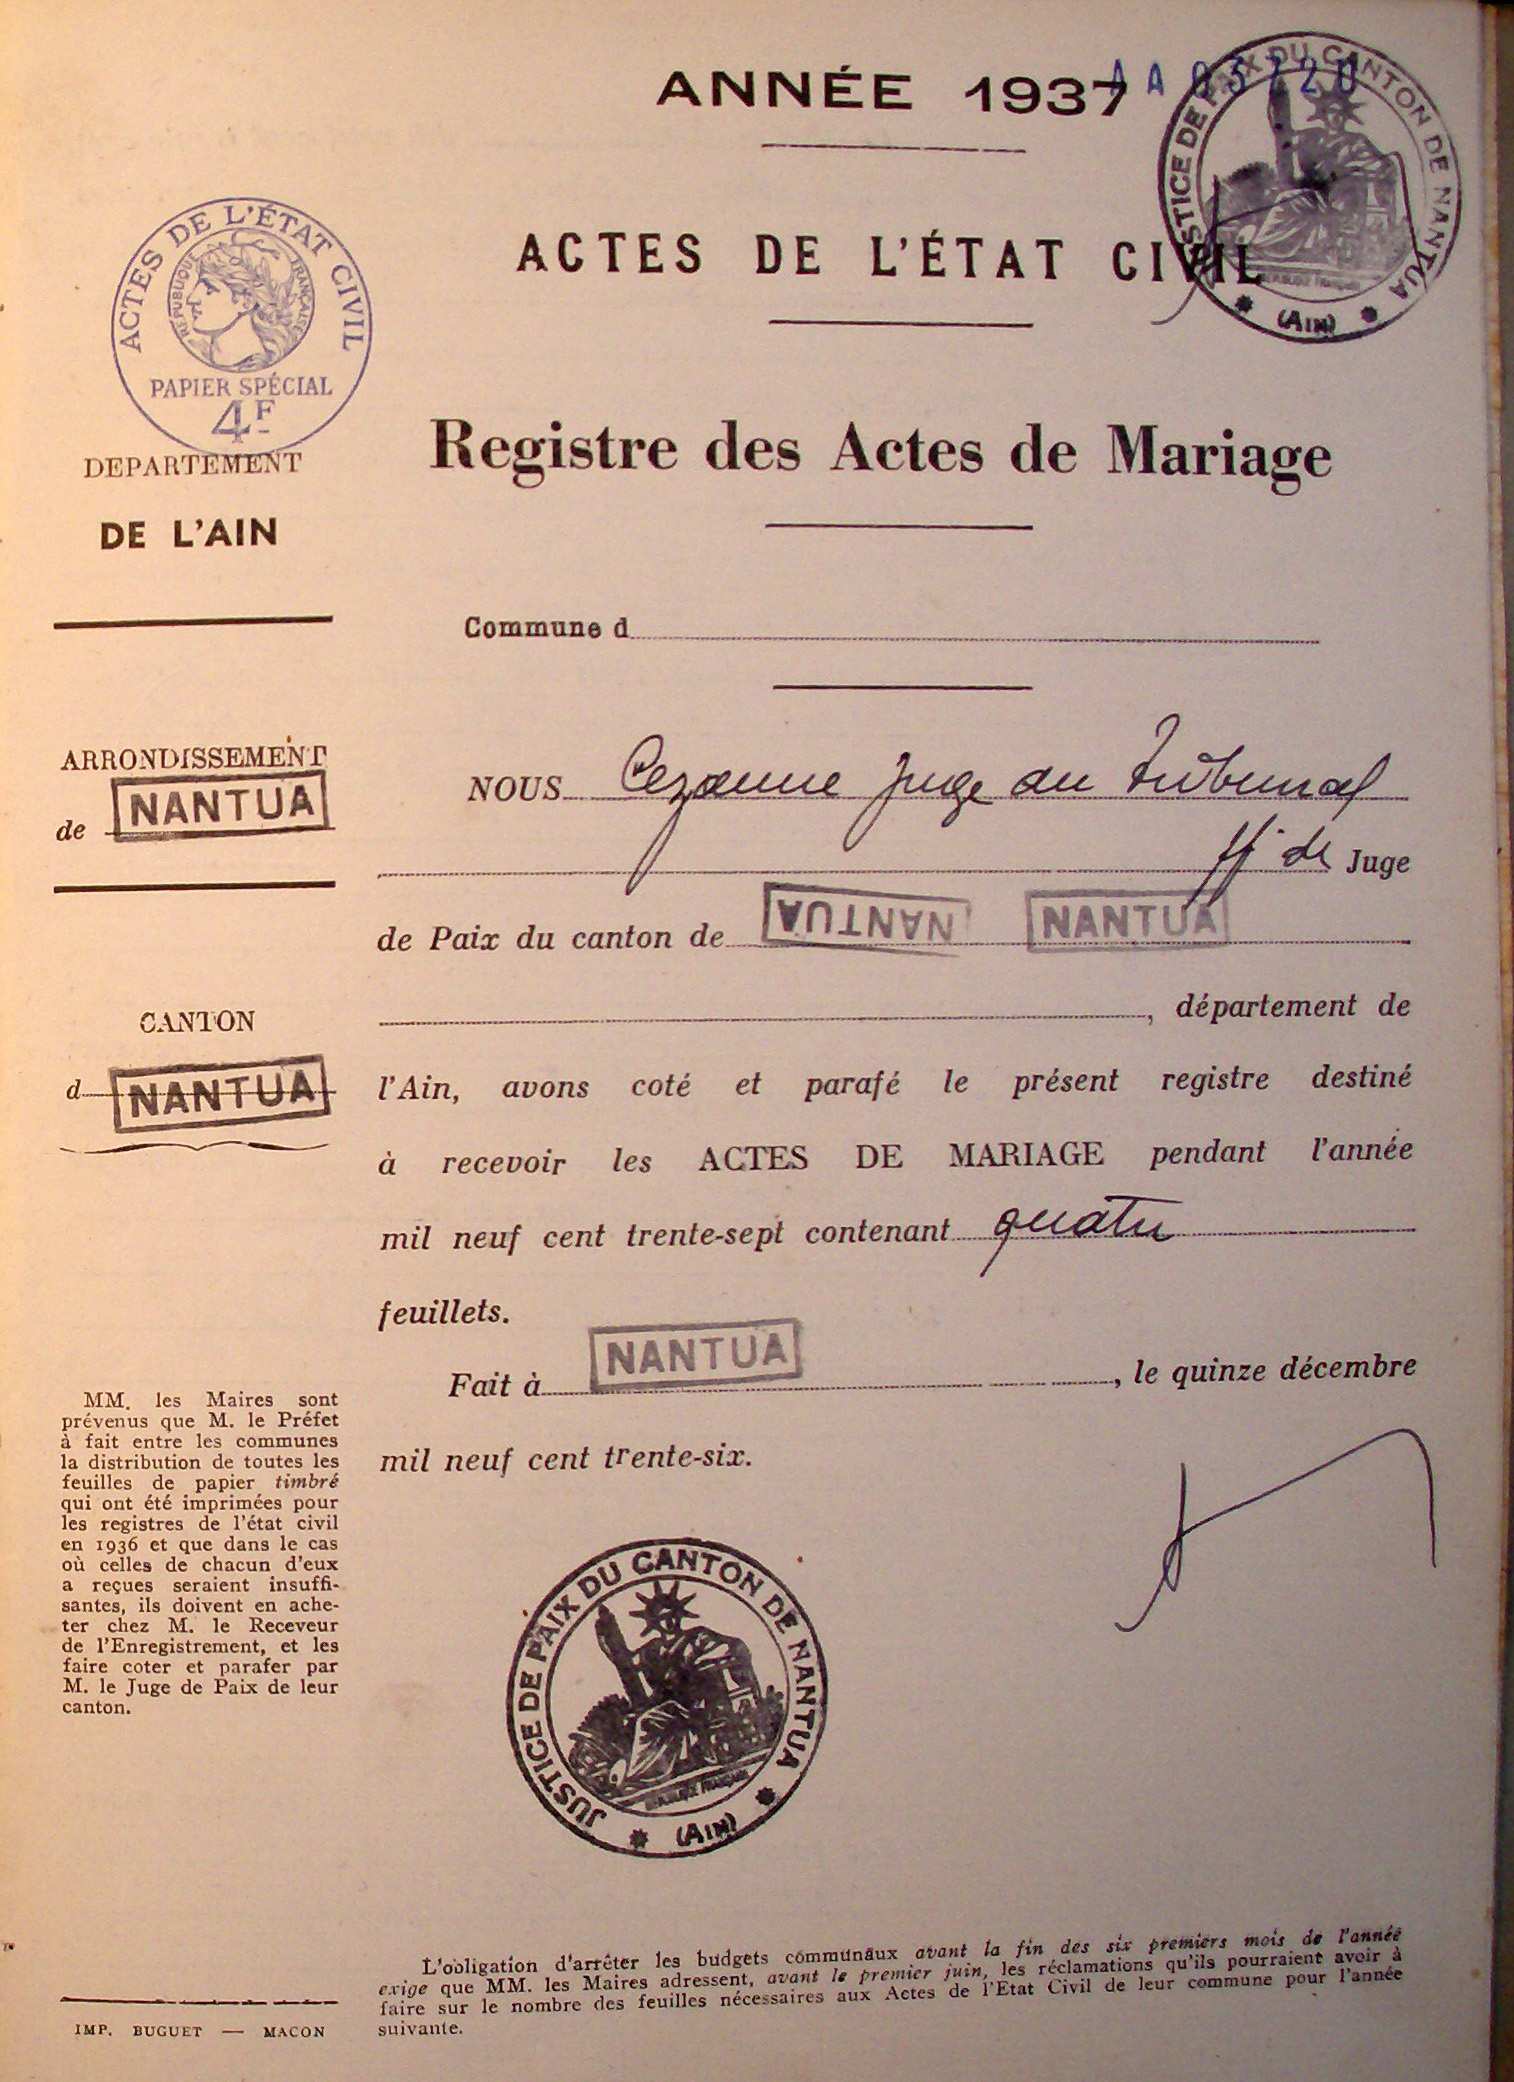 ANNÉE 1937
AA 03220
JUSTICE DE PAIX DU CANTON DE NANTUA
(AIN)
ACTES DE L'ÉTAT CIVIL
RÉPUBLIQUE FRANÇAISE
PAPIER SPÉCIAL
4F
ACTES DE L'ÉTAT CIVIL
Registre des Actes de Mariage
DEPARTEMENT
DE L'AIN
Commune d
ARRONDISSEMENT
de NANTUA
CANTON
d NANTUA
NOUS Cezanne Juge au Tribunal
ff. de Juge
de Paix du canton de NANTUA NANTUA
, département de
l'Ain, avons coté et parafé le présent registre destiné
à recevoir les ACTES DE MARIAGE pendant l'année
mil neuf cent trente-sept contenant quatre
feuillets.
Fait à NANTUA, le quinze décembre
mil neuf cent trente-six.
MM. les Maires sont
prévenus que M. le Préfet
à fait entre les communes
la distribution de toutes les
feuilles de papier timbré
qui ont été imprimées pour
les registres de l'état civil
en 1936 et que dans le cas
où celles de chacun d'eux
a reçues seraient insuffi-
santes, ils doivent en ache-
ter chez M. le Receveur
de l'Enregistrement, et les
faire coter et parafer par
M. le Juge de Paix de leur
canton.
JUSTICE DE PAIX DU CANTON DE NANTUA
RÉPUBLIQUE FRANÇAISE
(AIN)
L'obligation d'arrêter les budgets communaux avant la fin des six premiers mois de l'année
exige que MM. les Maires adressent, avant le premier juin, les réclamations qu'ils pourraient avoir à
faire sur le nombre des feuilles nécessaires aux Actes de l'Etat Civil de leur commune pour l'année
suivante.
IMP. BUGUET — MACON